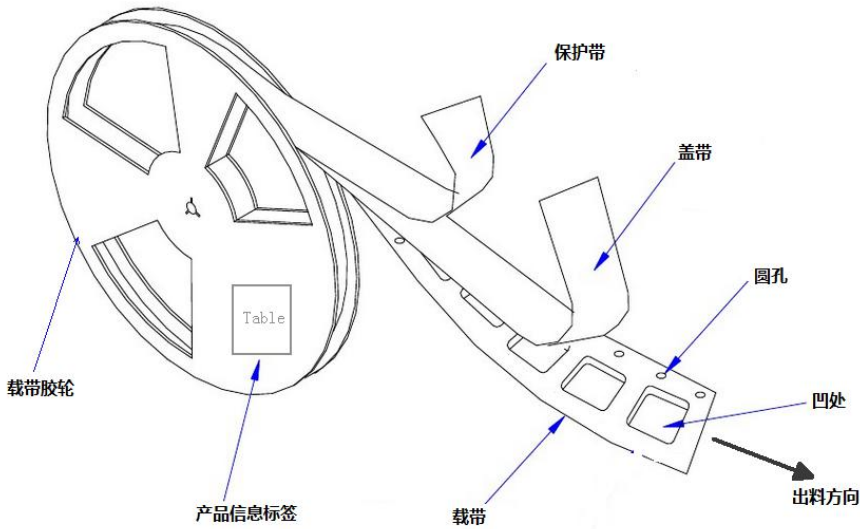 保护带
盖带
圆孔
Table
载带胶轮
凹处
出料方向
产品信息标签
载带